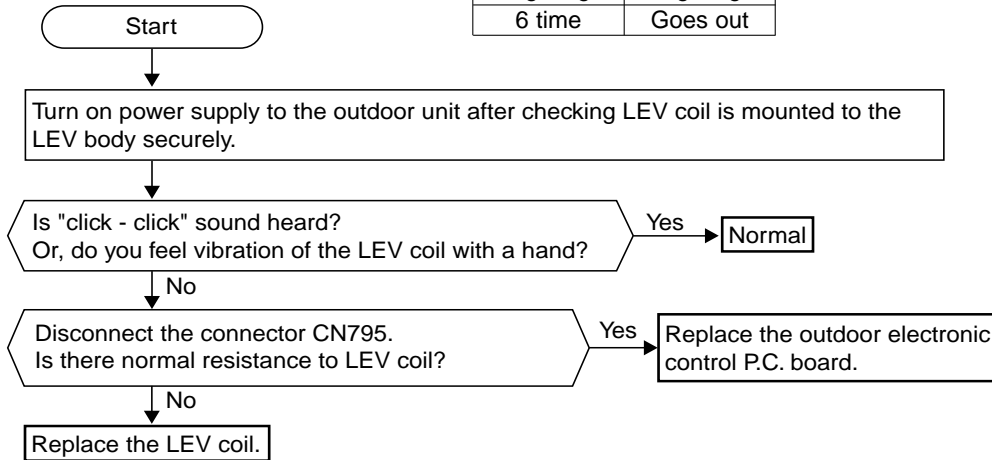 6 time Goes out
Start
Turn on power supply to the outdoor unit after checking LEV coil is mounted to the
LEV body securely.
Is "click - click" sound heard?
Or, do you feel vibration of the LEV coil with a hand?
Yes
Normal
No
Disconnect the connector CN795.
Is there normal resistance to LEV coil?
Yes
Replace the outdoor electronic
control P.C. board.
No
Replace the LEV coil.